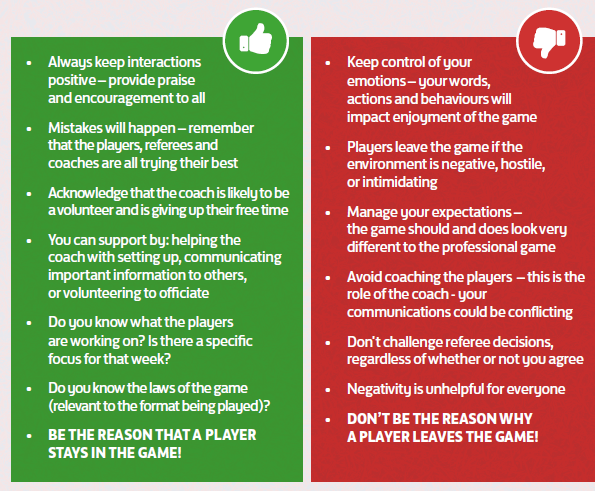 • Always keep interactions
positive – provide praise
and encouragement to all
• Mistakes will happen – remember
that the players, referees and
coaches are all trying their best
• Acknowledge that the coach is likely to be
a volunteer and is giving up their free time
• You can support by: helping the
coach with setting up, communicating
important information to others,
or volunteering to officiate
• Do you know what the players
are working on? Is there a specific
focus for that week?
• Do you know the laws of the game
(relevant to the format being played)?
• BE THE REASON THAT A PLAYER
STAYS IN THE GAME!
• Keep control of your
emotions – your words,
actions and behaviours will
impact enjoyment of the game
• Players leave the game if the
environment is negative, hostile,
or intimidating
• Manage your expectations –
the game should and does look very
different to the professional game
• Avoid coaching the players – this is the
role of the coach - your
communications could be conflicting
• Don't challenge referee decisions,
regardless of whether or not you agree
• Negativity is unhelpful for everyone
• DON'T BE THE REASON WHY
A PLAYER LEAVES THE GAME!